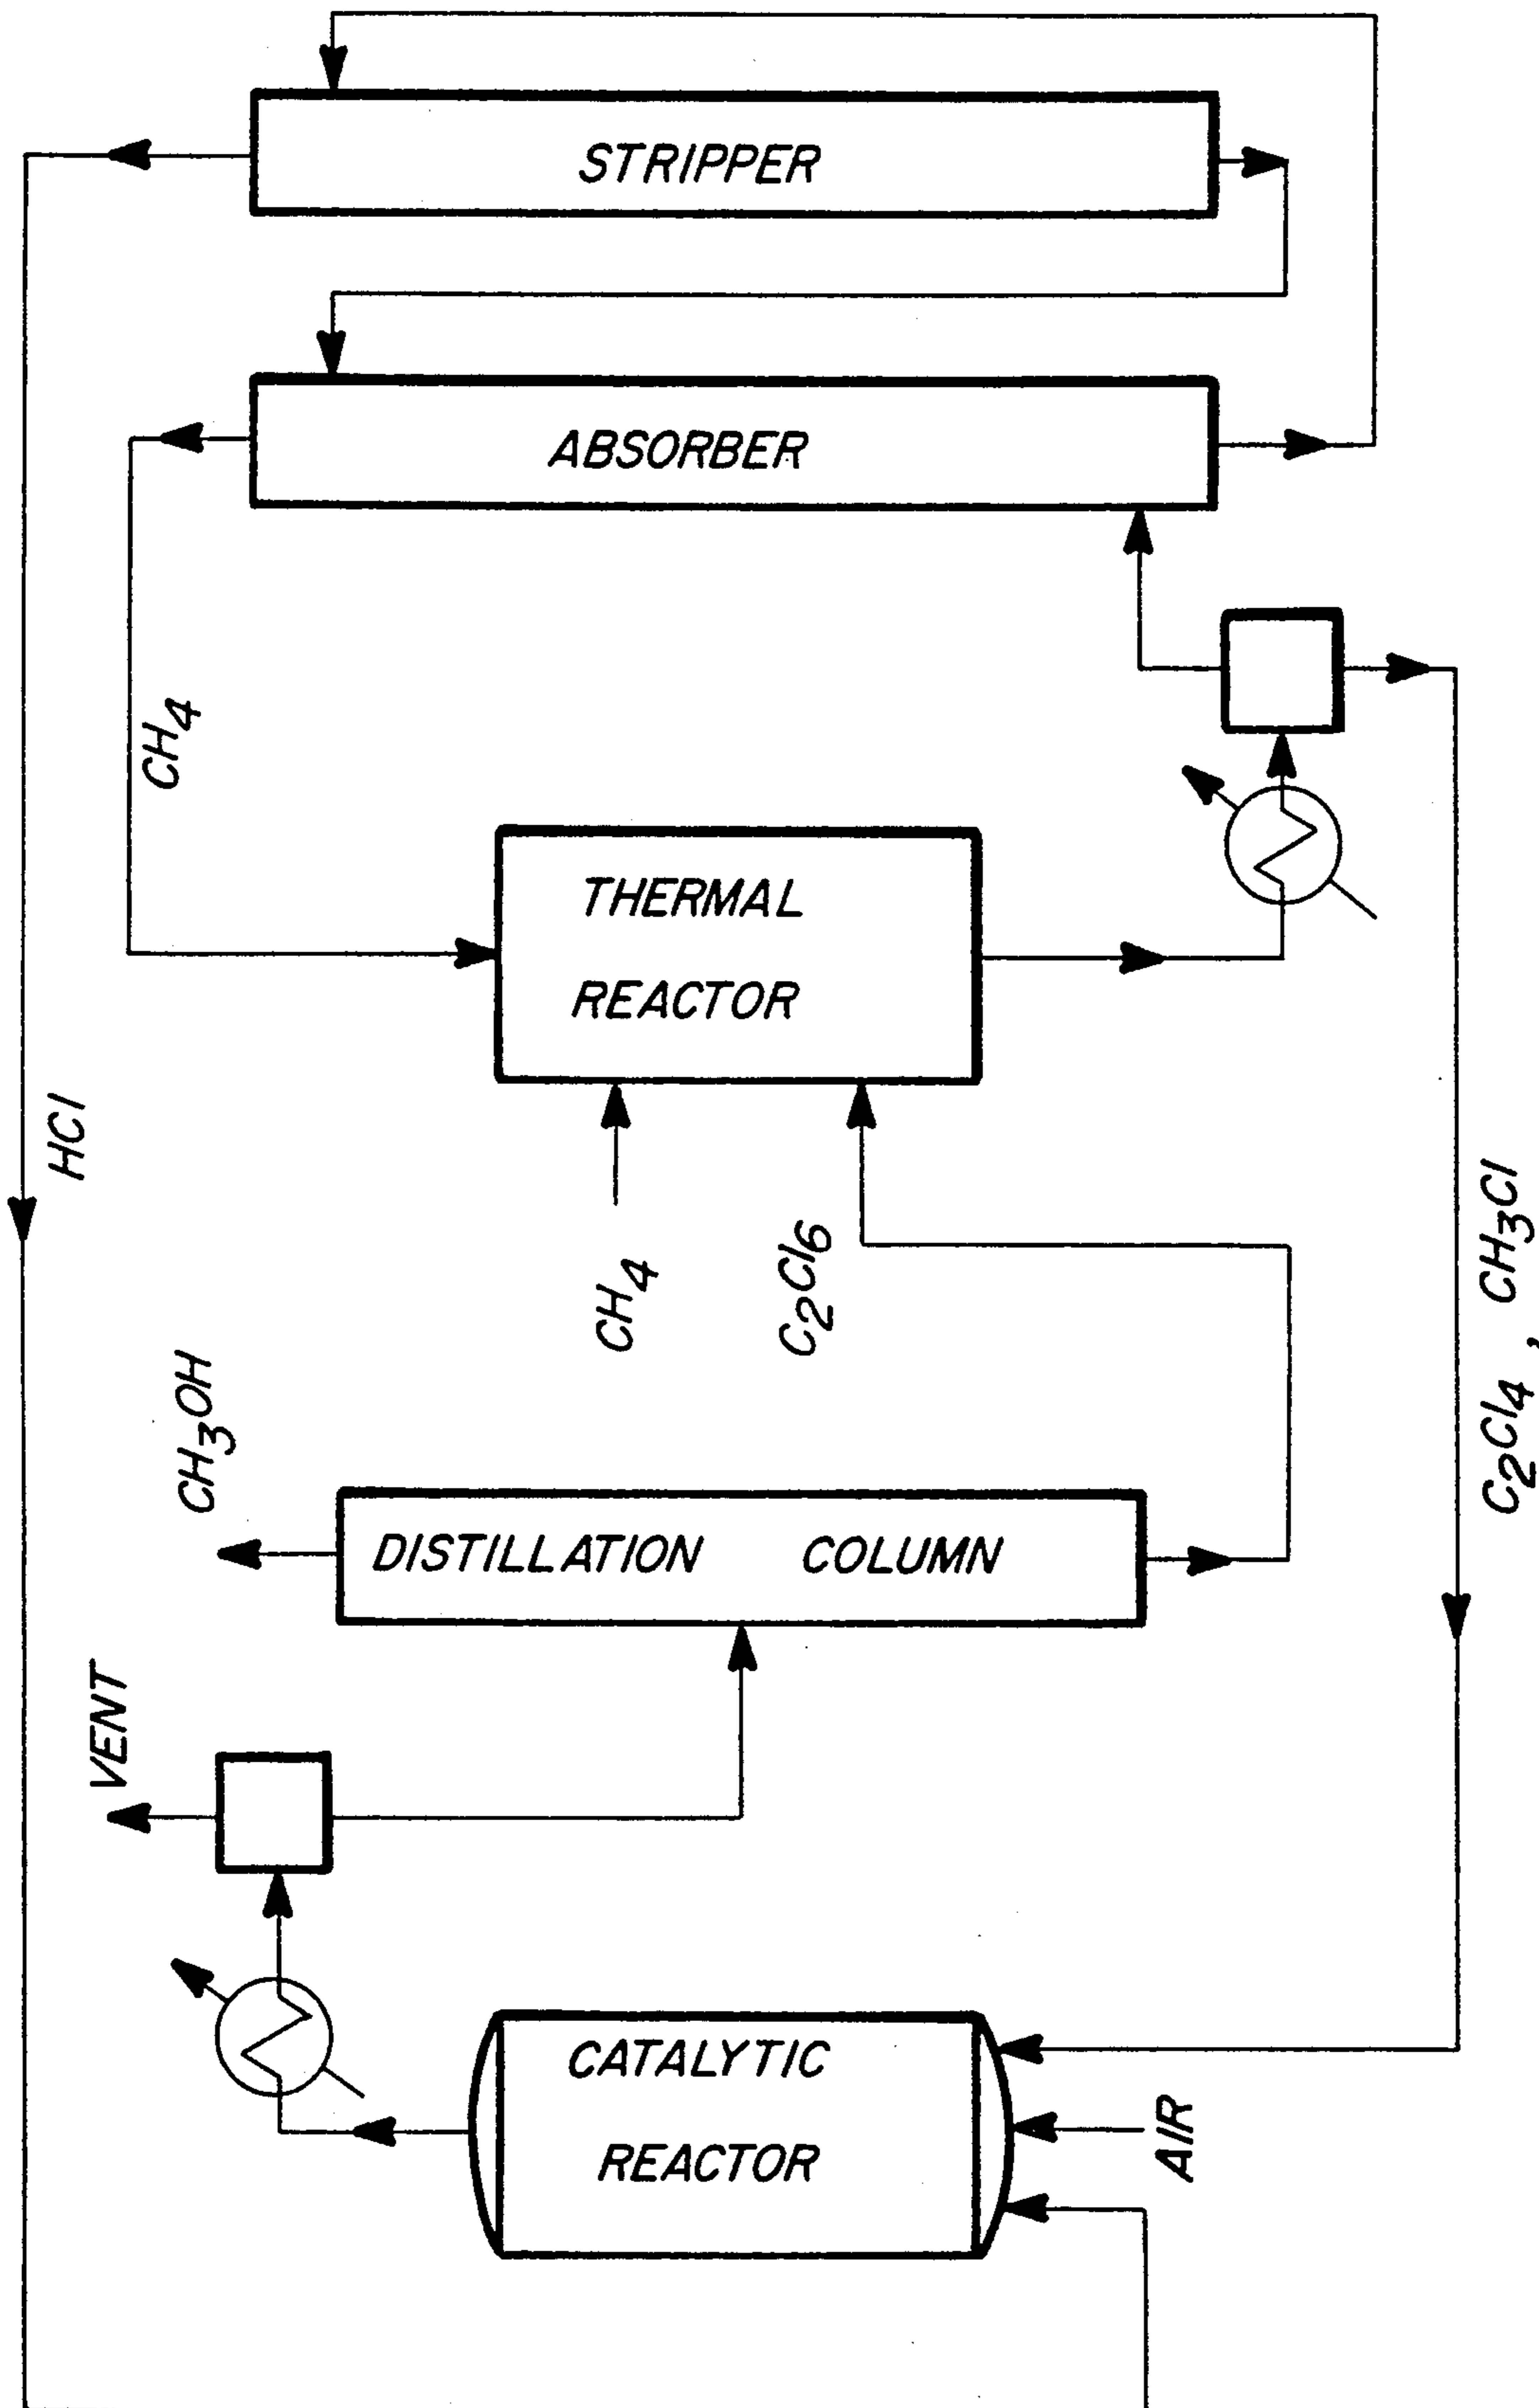 STRIPPER
ABSORBER
CH4
THERMAL
REACTOR
HCl
CH4
C2Cl6
C2Cl4 , CH3Cl
CH3OH
DISTILLATION COLUMN
VENT
CATALYTIC
REACTOR
AIR